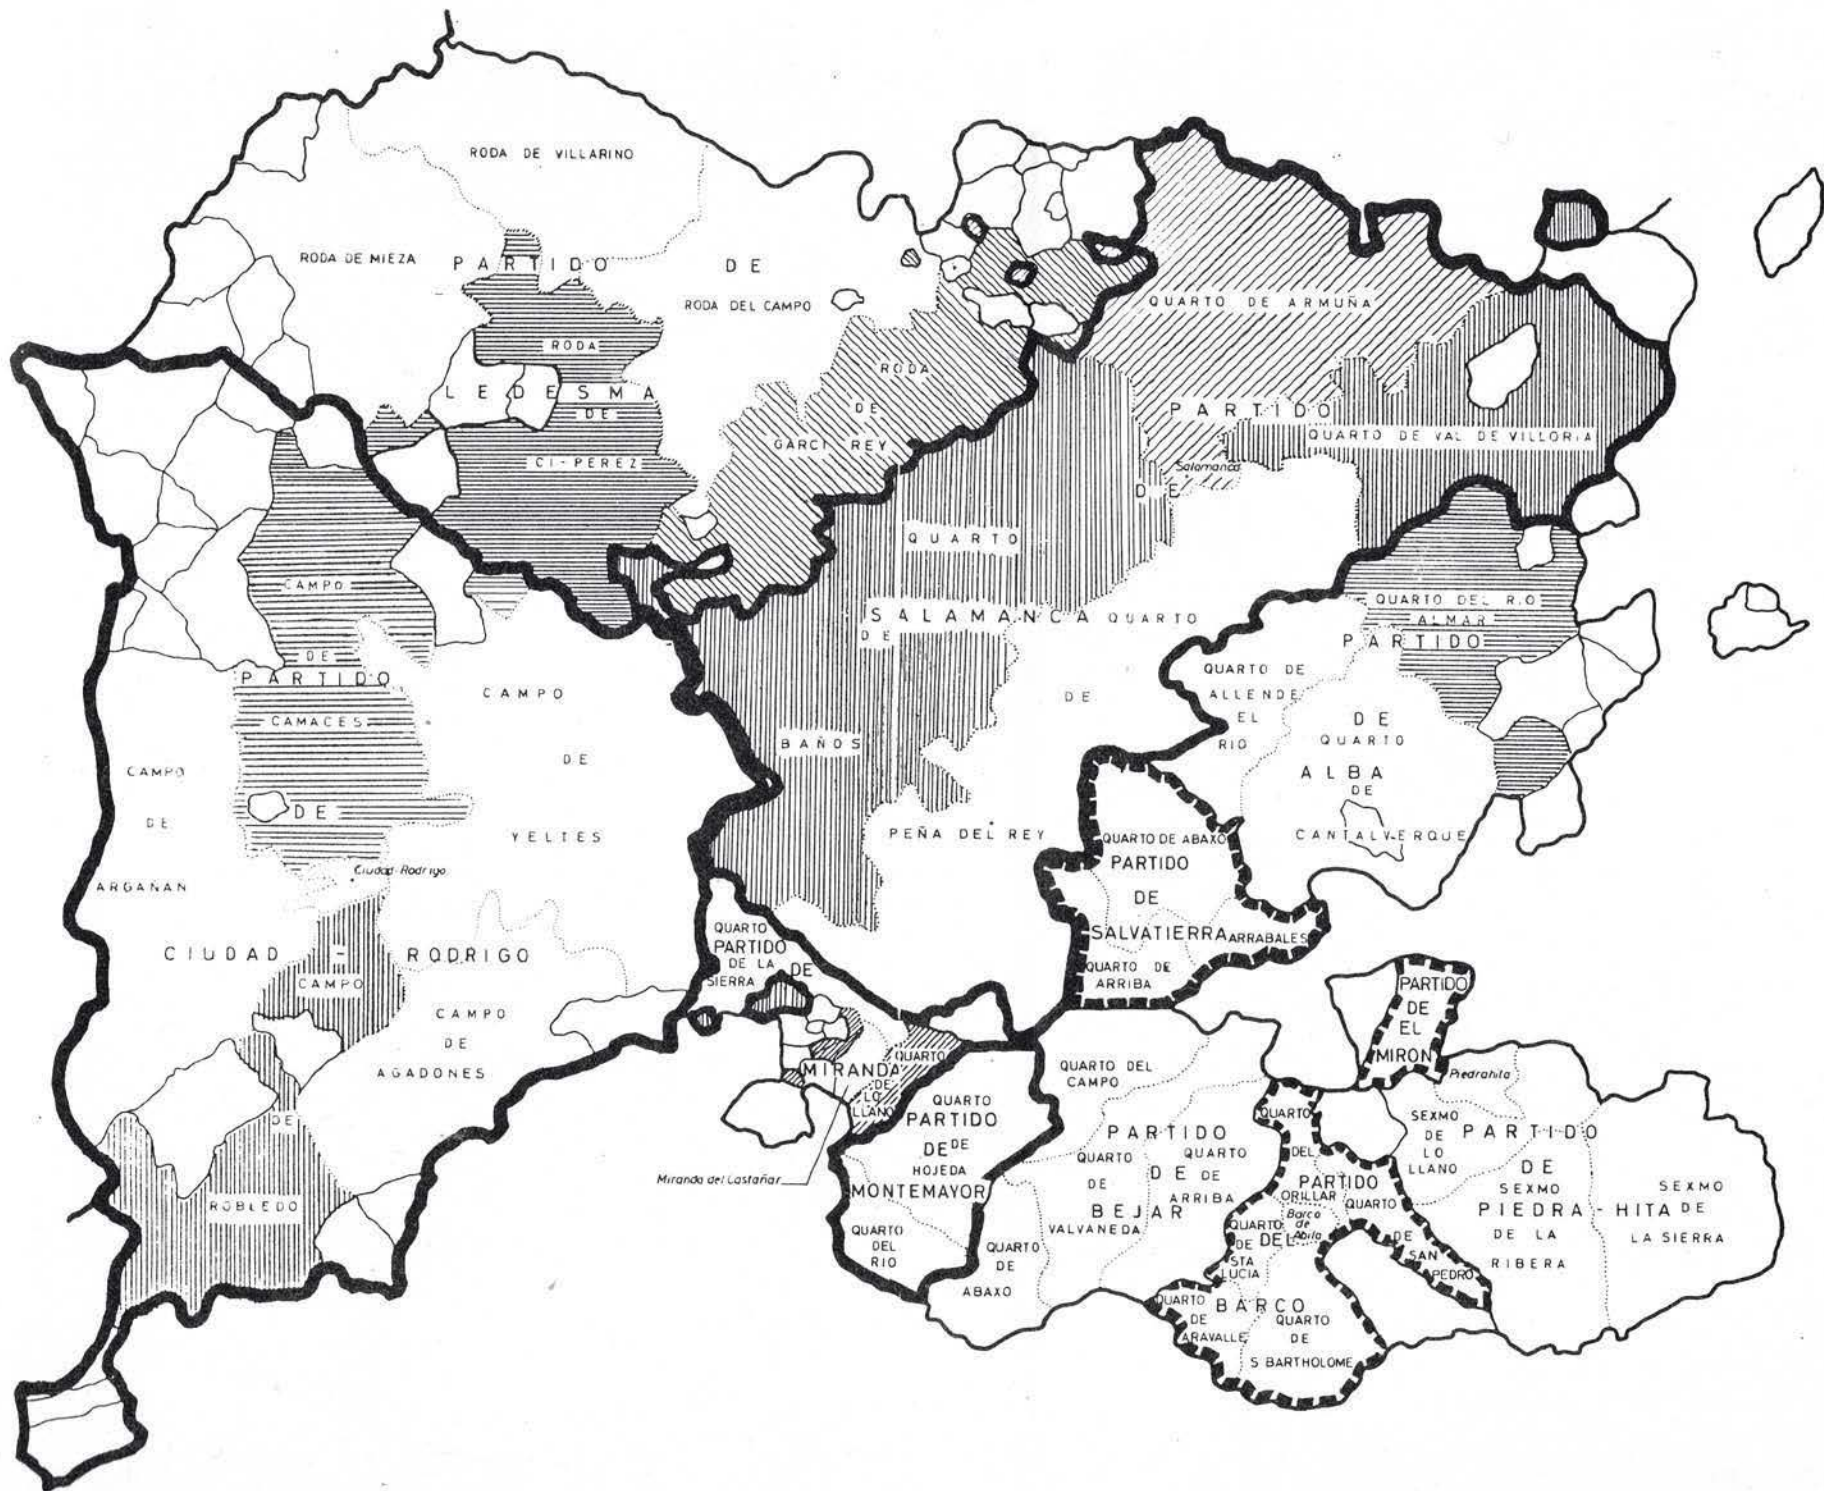 RODA DE VILLARINO
RODA DE MIEZA
PARTIDO DE
LEDESMA
RODA DEL CAMPO
RODA
DE
CI-PEREZ
RODA
DE
GARCI REY
QUARTO DE ARMUÑA
PARTIDO
DE
SALAMANCA
QUARTO DE VAL DE VILLORIA
Salamanca
QUARTO
DE
BAÑOS
QUARTO
DE
PEÑA DEL REY
QUARTO DEL RIO
ALMAR
PARTIDO
DE
ALBA
QUARTO DE
ALLENDE
EL
RIO
QUARTO
DE
CANTALVERQUE
CAMPO
DE
CAMACES
PARTIDO
DE
CIUDAD - RODRIGO
CAMPO
DE
YELTES
CAMPO
DE
ARGAÑAN
Ciudad-Rodrigo
CAMPO
DE
ROBLEDO
CAMPO
DE
AGADONES
QUARTO DE ABAXO
PARTIDO
DE
SALVATIERRA
ARRABALES
QUARTO DE
ARRIBA
QUARTO
PARTIDO
DE LA DE
SIERRA
MIRANDA
QUARTO
DE
LO
LLANO
Miranda del Castañar
QUARTO
PARTIDO
DE DE
HOJEDA
MONTEMAYOR
QUARTO
DEL
RIO
QUARTO DEL
CAMPO
PARTIDO
DE
BEJAR
QUARTO
DE
VALVANEDA
QUARTO
DE
ARRIBA
QUARTO
DE
ABAXO
PARTIDO
DE
EL
MIRON
Piedrahita
QUARTO
DEL
ORILLAR
PARTIDO
DEL
BARCO
Barco
de
Abila
QUARTO
DE
STA
LUCIA
QUARTO
DE
SAN
PEDRO
QUARTO
DE
ARAVALLE
QUARTO
DE
S BARTHOLOME
SEXMO
DE
LO
LLANO
PARTIDO
DE
PIEDRA-HITA
SEXMO
DE LA
RIBERA
SEXMO
DE
LA SIERRA